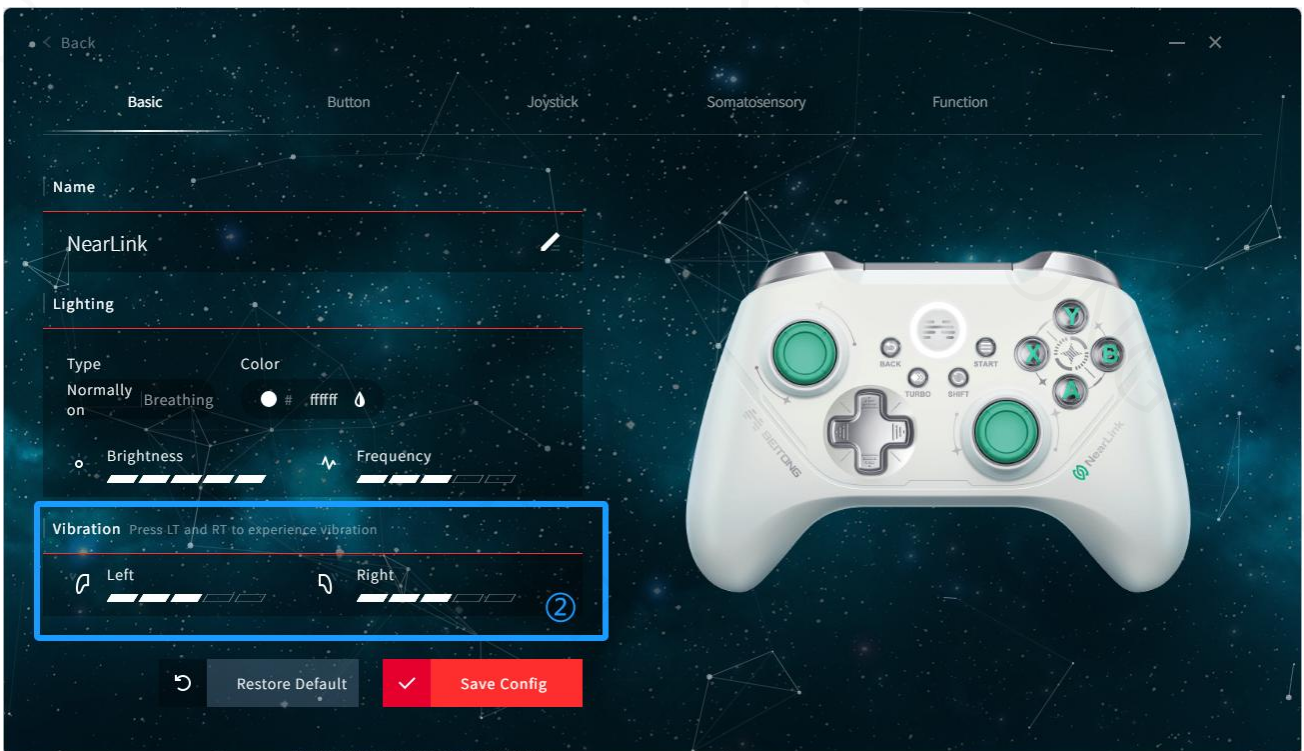 < Back
Basic Button Joystick Somatosensory Function
Name
NearLink
Lighting
Type Color
Normally on Breathing # ffffff
Brightness Frequency
Vibration Press LT and RT to experience vibration
Left Right
②
Restore Default Save Config
BACK START
TURBO SHIFT
Y
X B
A
BEITONG
NearLink